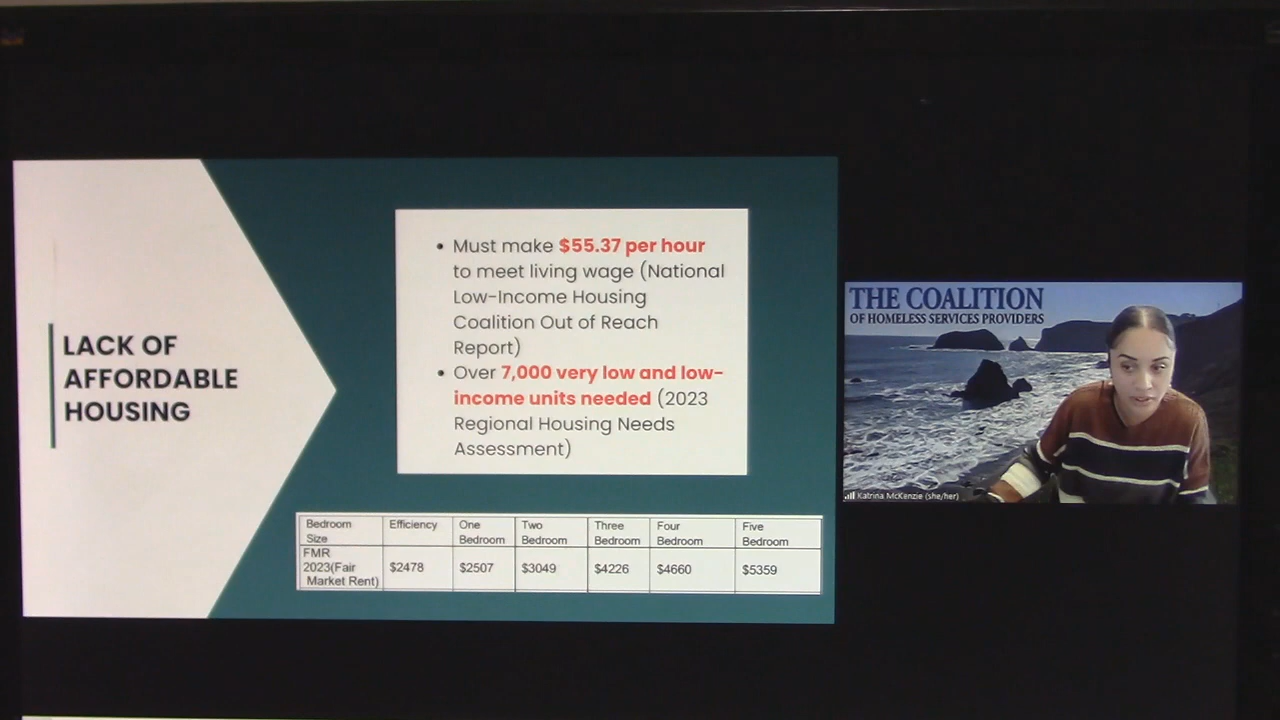 LACK OF
AFFORDABLE
HOUSING
• Must make $55.37 per hour
to meet living wage (National
Low-Income Housing
Coalition Out of Reach
Report)
• Over 7,000 very low and low-
income units needed (2023
Regional Housing Needs
Assessment)
Bedroom Size Efficiency One Bedroom Two Bedroom Three Bedroom Four Bedroom Five Bedroom
FMR 2023(Fair Market Rent) $2478 $2507 $3049 $4226 $4660 $5359
THE COALITION
OF HOMELESS SERVICES PROVIDERS
Katrina McKenzie (she/her)